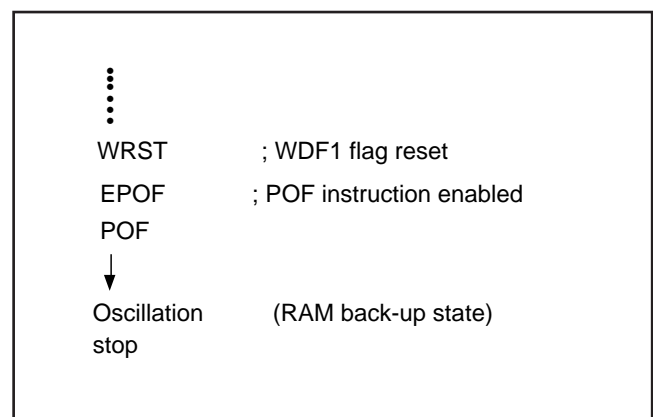 WRST ; WDF1 flag reset
EPOF ; POF instruction enabled
POF
Oscillation (RAM back-up state)
stop